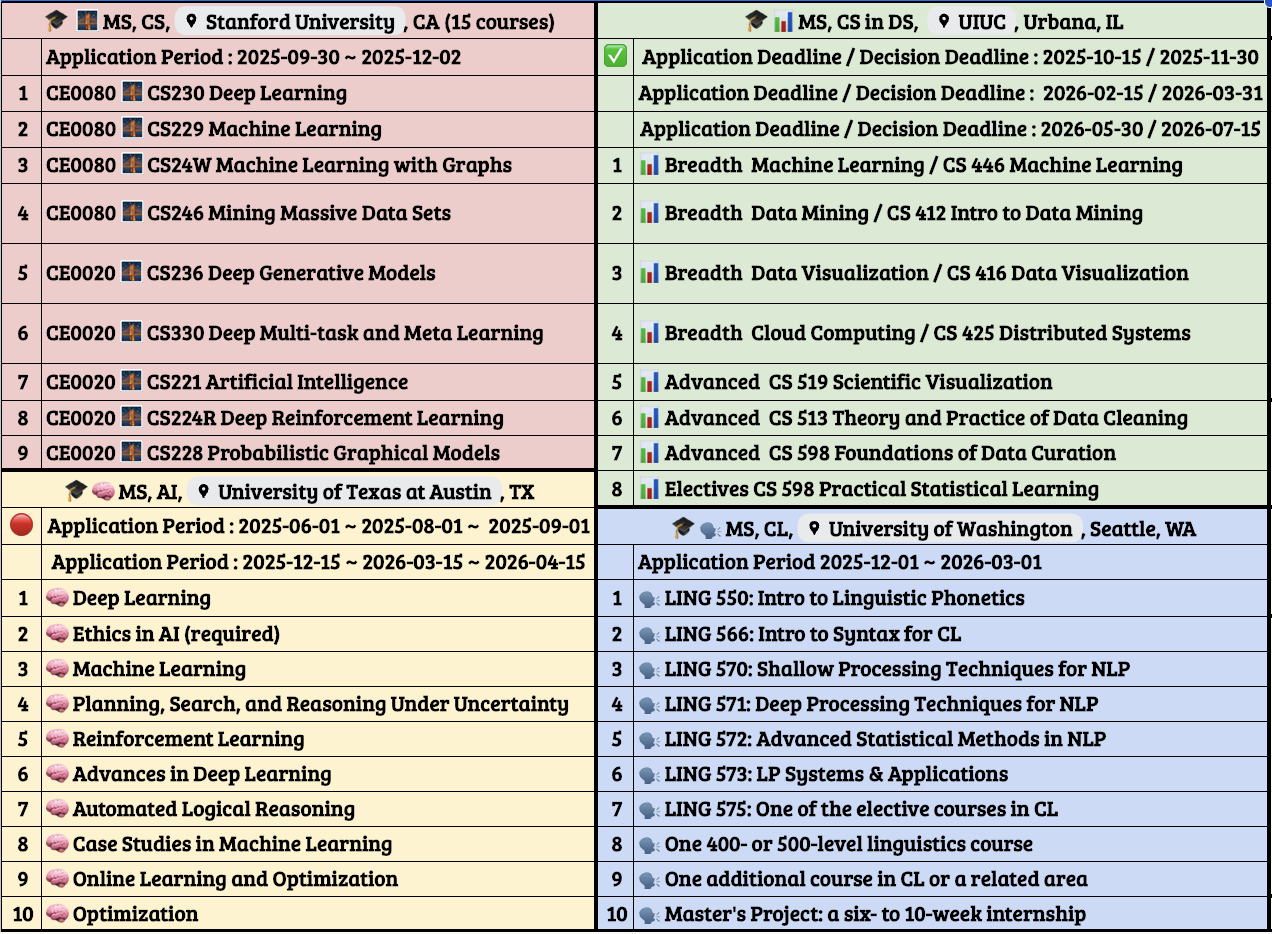 🎓 MS, CS, Stanford University , CA (15 courses)
Application Period : 2025-09-30 ~ 2025-12-02
1 CE0080 CS230 Deep Learning
2 CE0080 CS229 Machine Learning
3 CE0080 CS24W Machine Learning with Graphs
4 CE0080 CS246 Mining Massive Data Sets
5 CE0020 CS236 Deep Generative Models
6 CE0020 CS330 Deep Multi-task and Meta Learning
7 CE0020 CS221 Artificial Intelligence
8 CE0020 CS224R Deep Reinforcement Learning
9 CE0020 CS228 Probabilistic Graphical Models
🎓 🧠 MS, AI, University of Texas at Austin , TX
🔴 Application Period : 2025-06-01 ~ 2025-08-01 ~ 2025-09-01
Application Period : 2025-12-15 ~ 2026-03-15 ~ 2026-04-15
1 🧠 Deep Learning
2 🧠 Ethics in AI (required)
3 🧠 Machine Learning
4 🧠 Planning, Search, and Reasoning Under Uncertainty
5 🧠 Reinforcement Learning
6 🧠 Advances in Deep Learning
7 🧠 Automated Logical Reasoning
8 🧠 Case Studies in Machine Learning
9 🧠 Online Learning and Optimization
10 🧠 Optimization
🎓 📊 MS, CS in DS, UIUC , Urbana, IL
✅ Application Deadline / Decision Deadline : 2025-10-15 / 2025-11-30
Application Deadline / Decision Deadline : 2026-02-15 / 2026-03-31
Application Deadline / Decision Deadline : 2026-05-30 / 2026-07-15
1 📊 Breadth Machine Learning / CS 446 Machine Learning
2 📊 Breadth Data Mining / CS 412 Intro to Data Mining
3 📊 Breadth Data Visualization / CS 416 Data Visualization
4 📊 Breadth Cloud Computing / CS 425 Distributed Systems
5 📊 Advanced CS 519 Scientific Visualization
6 📊 Advanced CS 513 Theory and Practice of Data Cleaning
7 📊 Advanced CS 598 Foundations of Data Curation
8 📊 Electives CS 598 Practical Statistical Learning
🎓 🗣️ MS, CL, University of Washington , Seattle, WA
Application Period 2025-12-01 ~ 2026-03-01
1 🗣️ LING 550: Intro to Linguistic Phonetics
2 🗣️ LING 566: Intro to Syntax for CL
3 🗣️ LING 570: Shallow Processing Techniques for NLP
4 🗣️ LING 571: Deep Processing Techniques for NLP
5 🗣️ LING 572: Advanced Statistical Methods in NLP
6 🗣️ LING 573: LP Systems & Applications
7 🗣️ LING 575: One of the elective courses in CL
8 🗣️ One 400- or 500-level linguistics course
9 🗣️ One additional course in CL or a related area
10 🗣️ Master's Project: a six- to 10-week internship